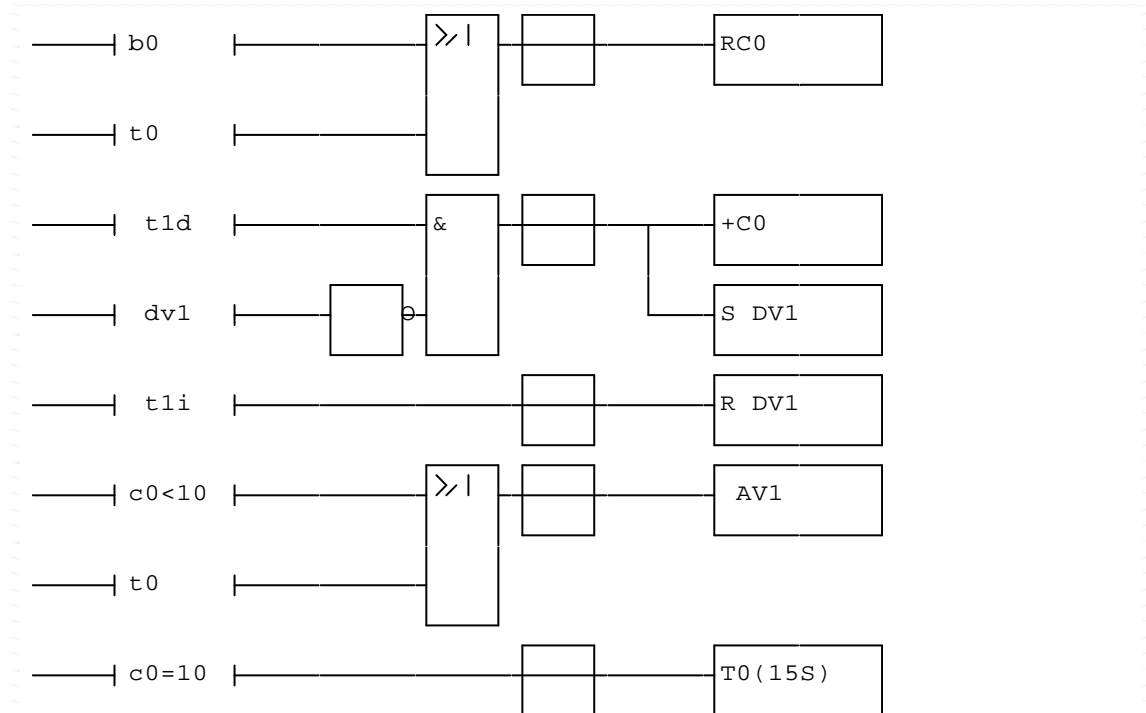 b0 ≥1 RC0
t0
t1d & +C0
dv1 S DV1
t1i R DV1
c0<10 ≥1 AV1
t0
c0=10 T0(15S)